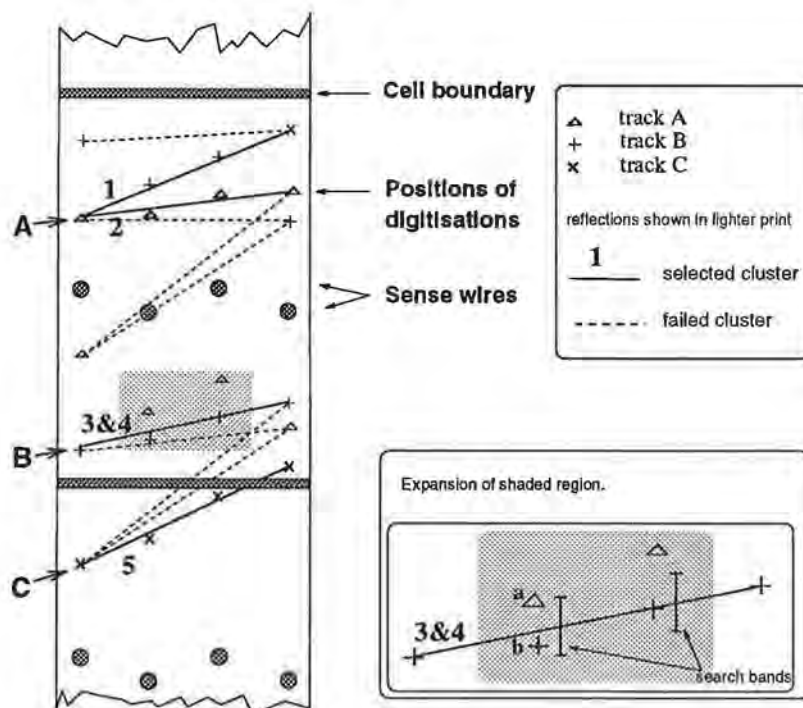 Cell boundary
1
Positions of
digitisations
A
2
Sense wires
3&4
B
C
5
track A
track B
track C
reflections shown in lighter print
1
selected cluster
failed cluster
Expansion of shaded region.
a
3&4
b
search bands